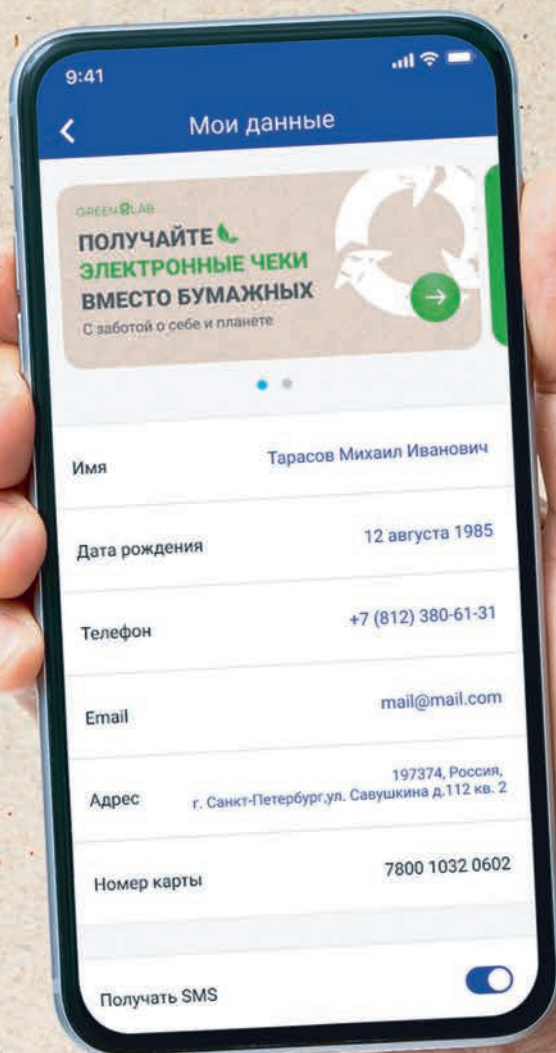 9:41
Мои данные
GREEN LAB
ПОЛУЧАЙТЕ
ЭЛЕКТРОННЫЕ ЧЕКИ
ВМЕСТО БУМАЖНЫХ
С заботой о себе и планете
Имя Тарасов Михаил Иванович
Дата рождения 12 августа 1985
Телефон +7 (812) 380-61-31
Email mail@mail.com
Адрес 197374, Россия,
г. Санкт-Петербург,ул. Савушкина д.112 кв. 2
Номер карты 7800 1032 0602
Получать SMS